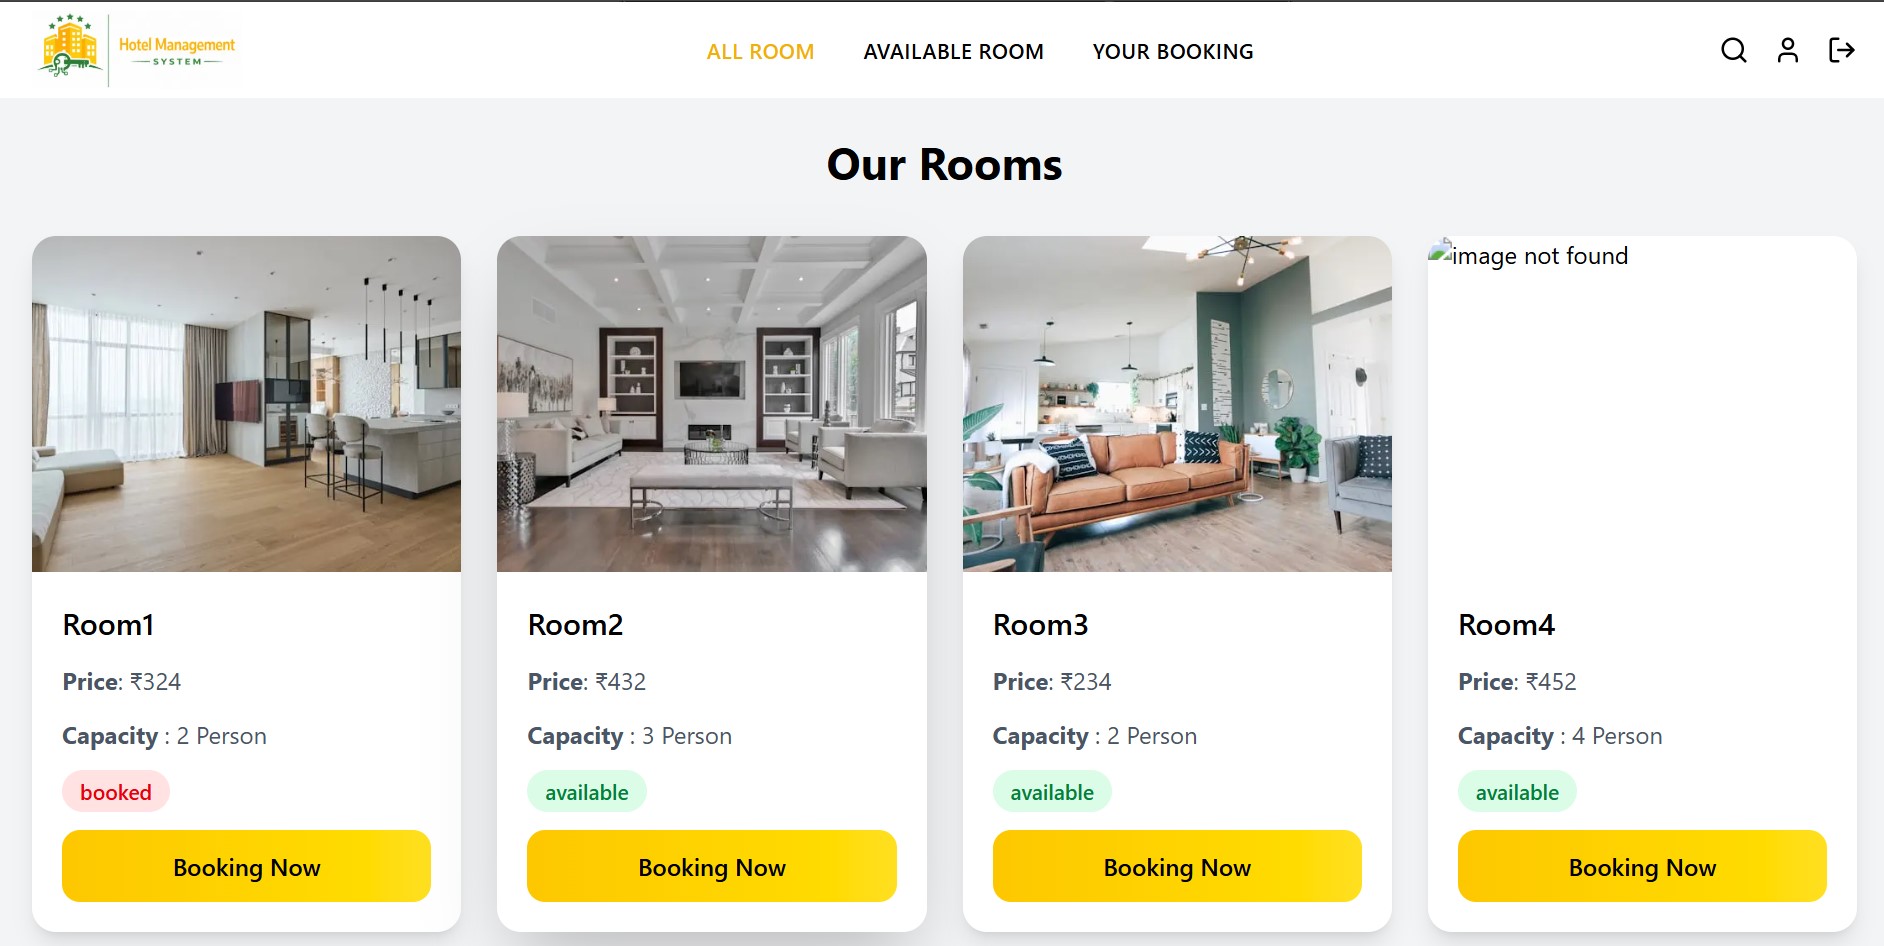 Hotel Management
SYSTEM
ALL ROOM
AVAILABLE ROOM
YOUR BOOKING
Our Rooms
image not found
Room1
Price: ₹324
Capacity : 2 Person
booked
Booking Now
Room2
Price: ₹432
Capacity : 3 Person
available
Booking Now
Room3
Price: ₹234
Capacity : 2 Person
available
Booking Now
Room4
Price: ₹452
Capacity : 4 Person
available
Booking Now